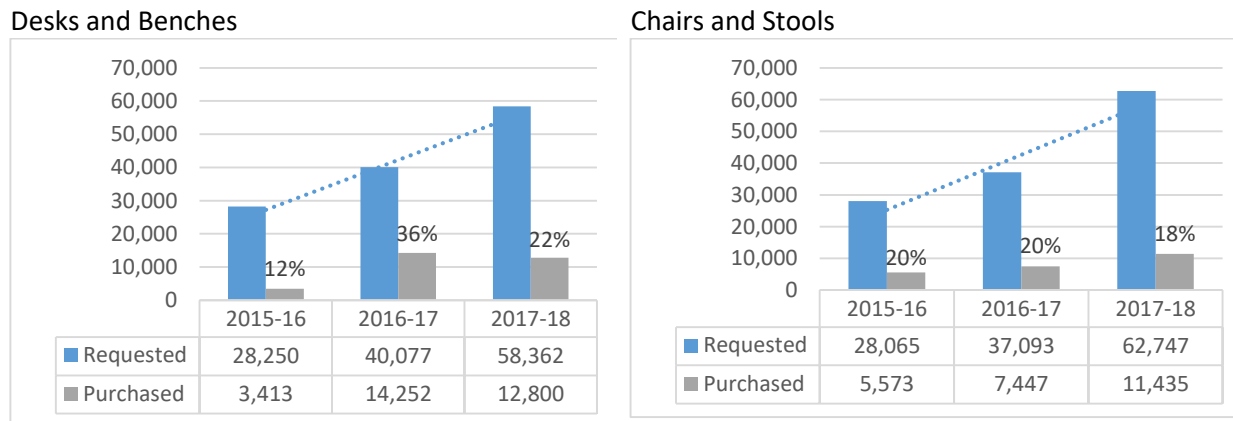 Desks and Benches
70,000
60,000
50,000
40,000
30,000
20,000
10,000
0
12%
36%
22%
2015-16 2016-17 2017-18
Requested 28,250 40,077 58,362
Purchased 3,413 14,252 12,800
Chairs and Stools
70,000
60,000
50,000
40,000
30,000
20,000
10,000
0
20%
20%
18%
2015-16 2016-17 2017-18
Requested 28,065 37,093 62,747
Purchased 5,573 7,447 11,435